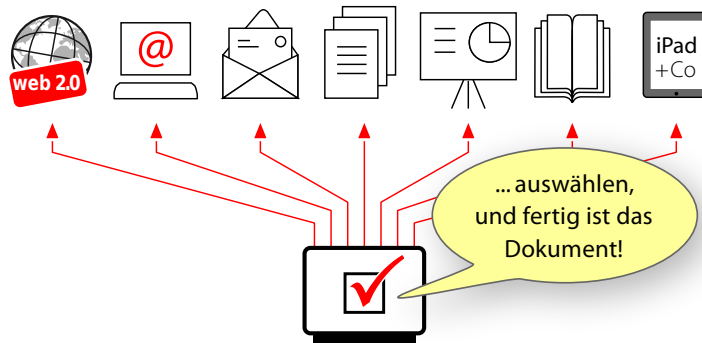 web 2.0
@
iPad
+Co
... auswählen,
und fertig ist das
Dokument!